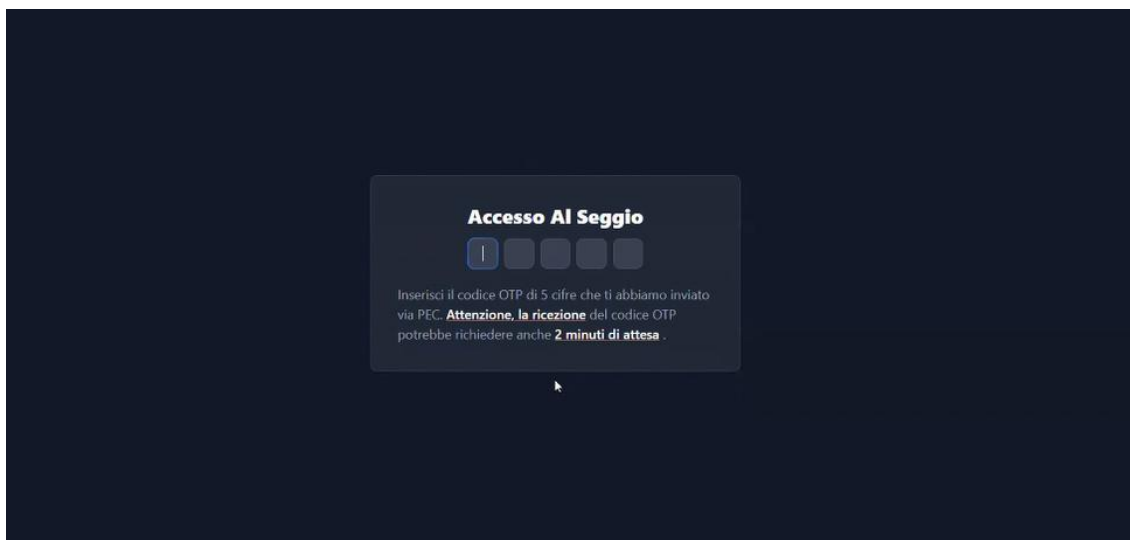 Accesso Al Seggio
Inserisci il codice OTP di 5 cifre che ti abbiamo inviato
via PEC. Attenzione, la ricezione del codice OTP
potrebbe richiedere anche 2 minuti di attesa .